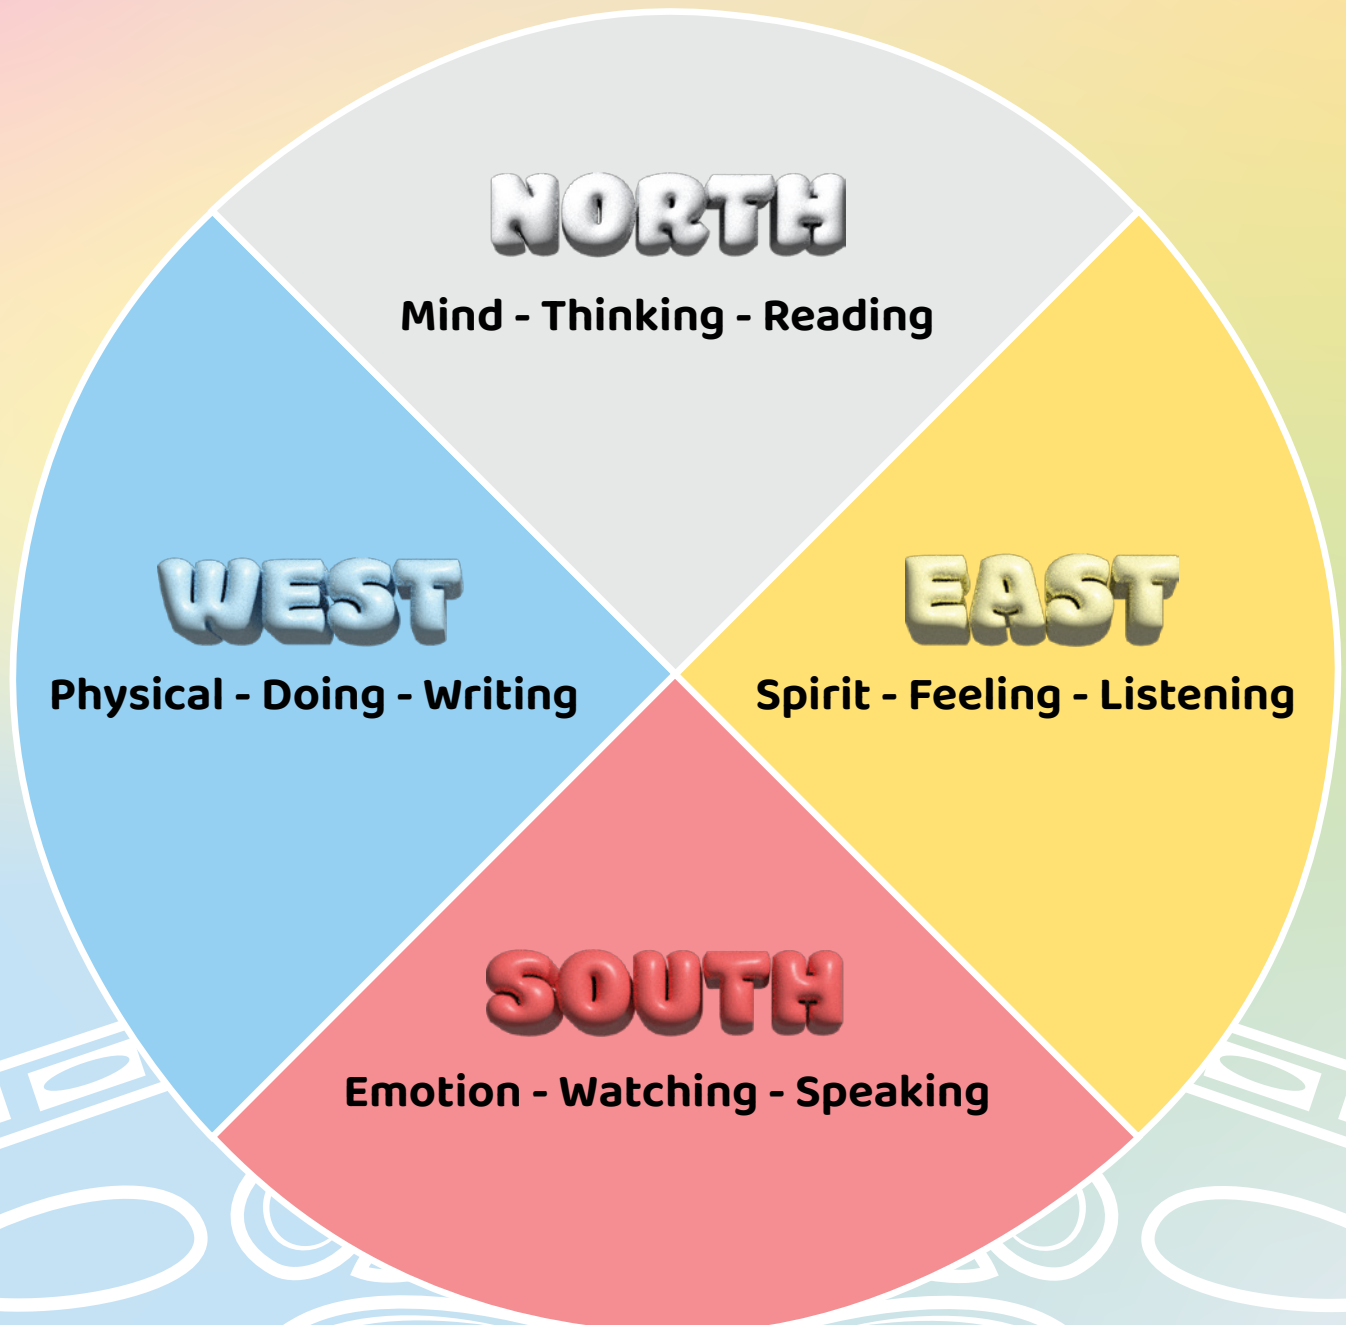 NORTH
Mind - Thinking - Reading
WEST
Physical - Doing - Writing
EAST
Spirit - Feeling - Listening
SOUTH
Emotion - Watching - Speaking